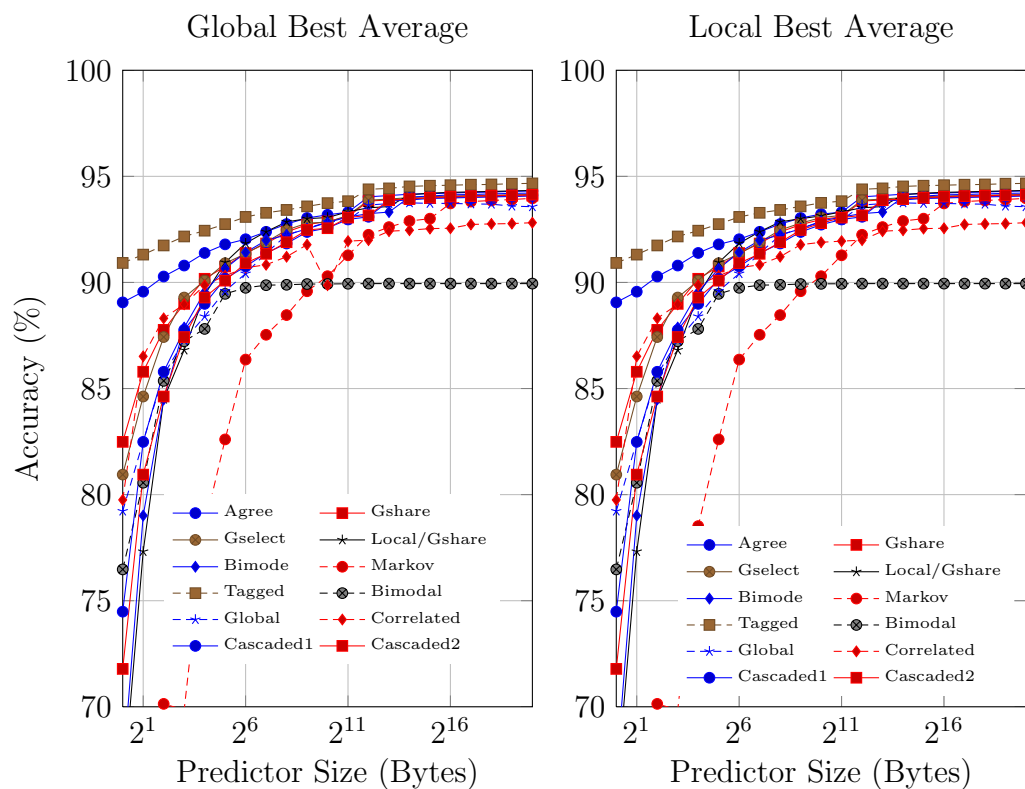 Global Best Average
Local Best Average
Accuracy (%)
100
95
90
85
80
75
70
2^1 2^6 2^11 2^16
Predictor Size (Bytes)
Agree Gshare
Gselect Local/Gshare
Bimode Markov
Tagged Bimodal
Global Correlated
Cascaded1 Cascaded2
100
95
90
85
80
75
70
2^1 2^6 2^11 2^16
Predictor Size (Bytes)
Agree Gshare
Gselect Local/Gshare
Bimode Markov
Tagged Bimodal
Global Correlated
Cascaded1 Cascaded2